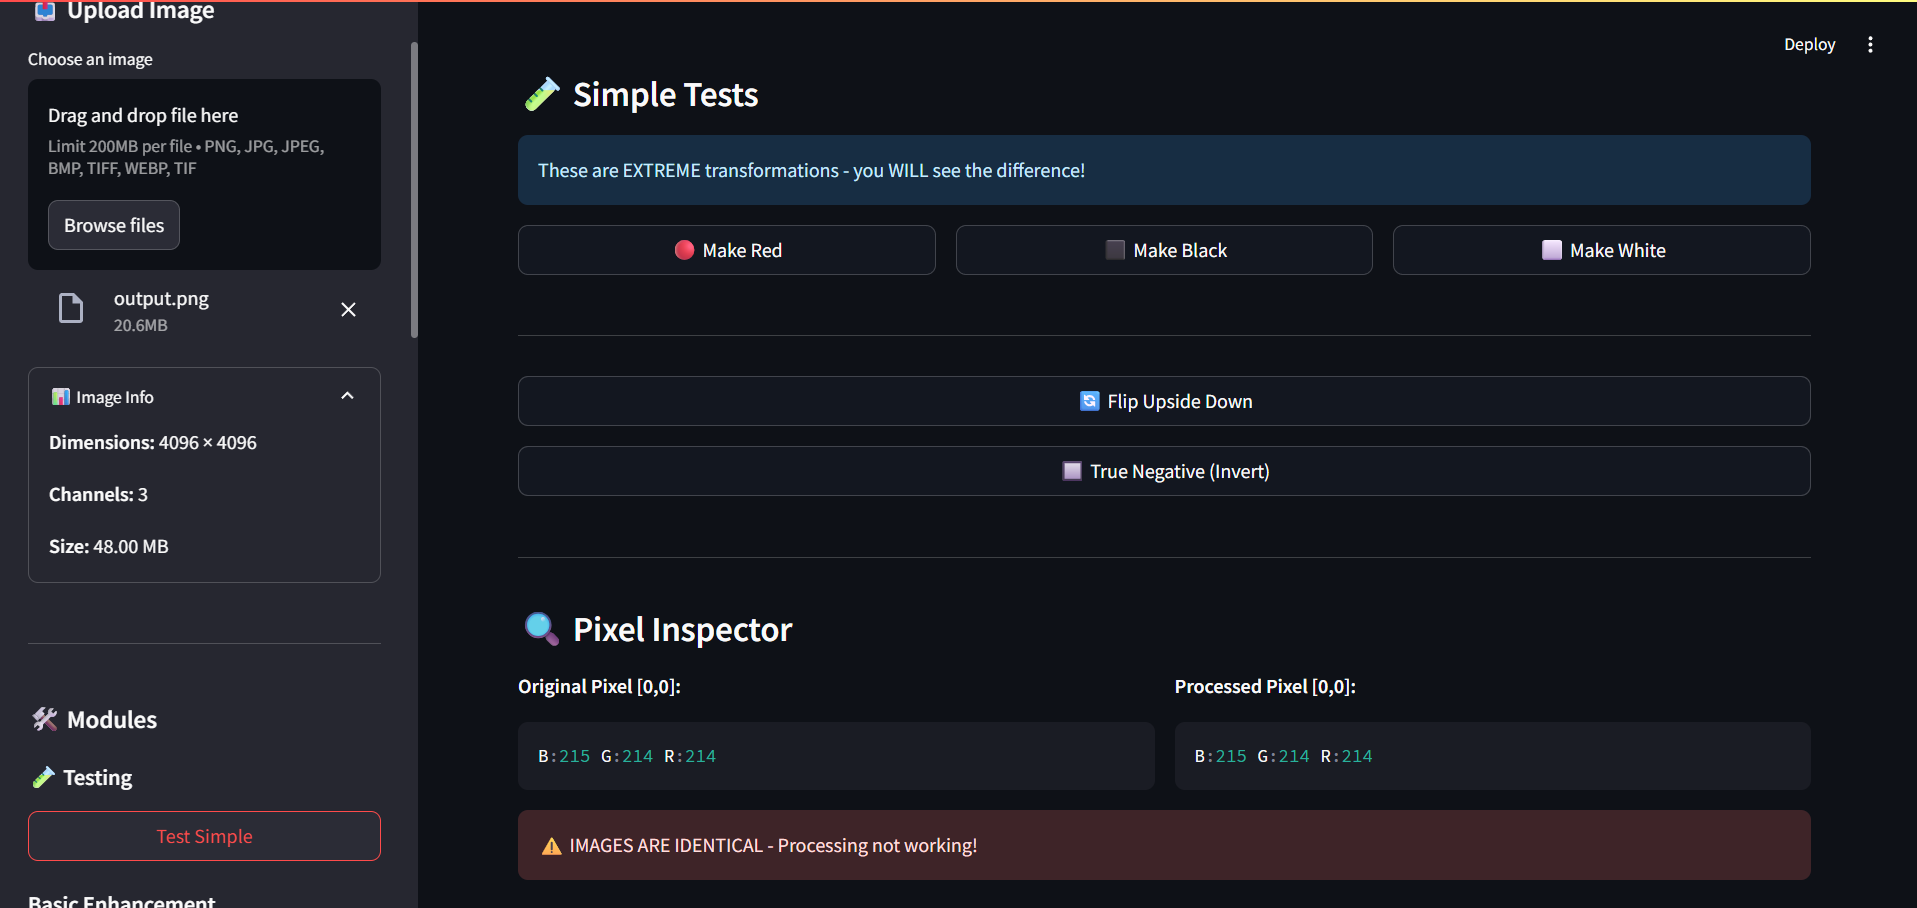 Upload Image
Choose an image
Drag and drop file here
Limit 200MB per file • PNG, JPG, JPEG,
BMP, TIFF, WEBP, TIF
Browse files
output.png
20.6MB
Image Info
Dimensions: 4096 × 4096
Channels: 3
Size: 48.00 MB
Modules
Testing
Test Simple
Basic Enhancement
Deploy
Simple Tests
These are EXTREME transformations - you WILL see the difference!
Make Red
Make Black
Make White
Flip Upside Down
True Negative (Invert)
Pixel Inspector
Original Pixel [0,0]:
B:215 G:214 R:214
Processed Pixel [0,0]:
B:215 G:214 R:214
IMAGES ARE IDENTICAL - Processing not working!